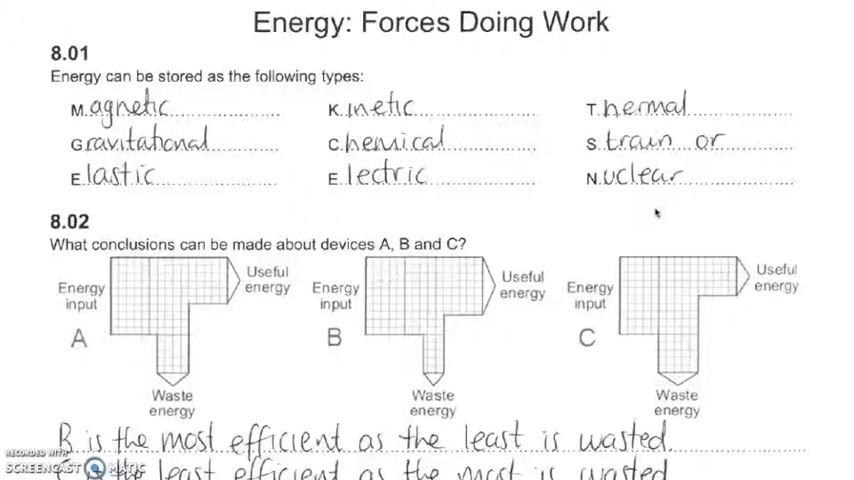 Energy: Forces Doing Work
8.01
Energy can be stored as the following types:
Magnetic Kinetic Thermal
Gravitational Chemical Strain or
Elastic Electric Nuclear
8.02
What conclusions can be made about devices A, B and C?
Energy input Useful energy Energy input Useful energy Energy input Useful energy
A B C
Waste energy Waste energy Waste energy
B is the most efficient as the least is wasted.
RECORDED WITH
SCREENCAST MATIC
C is the least efficient as the most is wasted